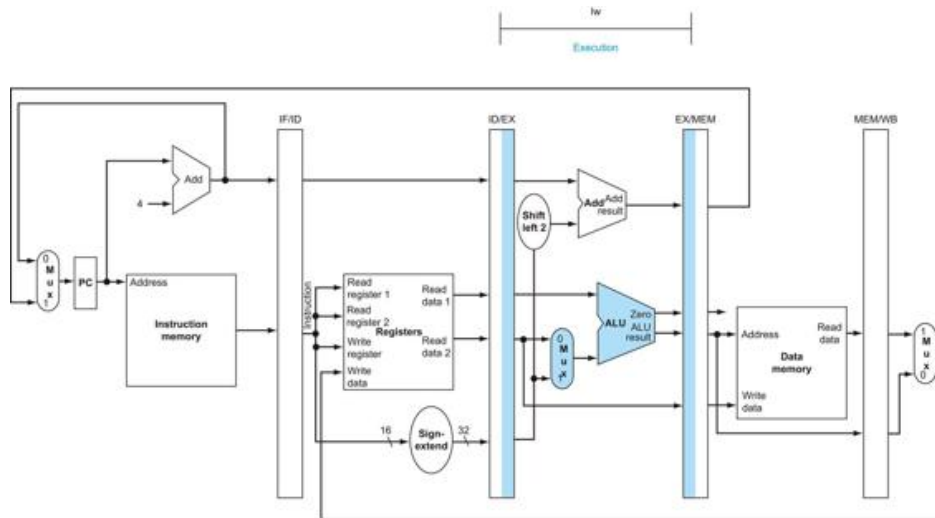 lw
Execution
IF/ID
ID/EX
EX/MEM
MEM/WB
Add
4
Shift
left 2
Add
Add
result
0
M
u
x
1
PC
Address
Instruction
memory
Instruction
Read
register 1
Read
register 2
Write
register
Write
data
Registers
Read
data 1
Read
data 2
16
Sign-
extend
32
0
M
u
x
1
ALU
Zero
ALU
result
Address
Write
data
Data
memory
Read
data
1
M
u
x
0